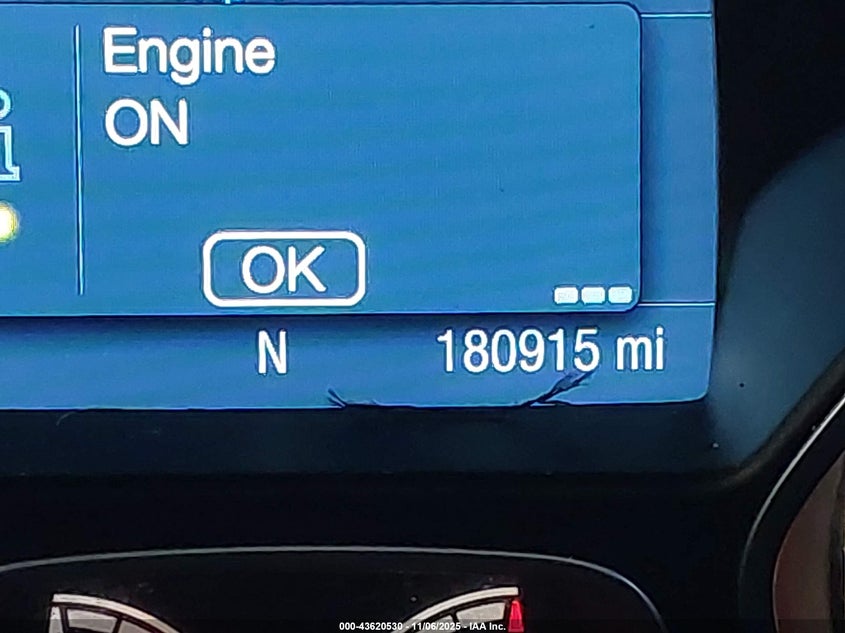 Engine
ON
OK
N 180915 mi
000-43620530 - 11/06/2025 - IAA Inc.